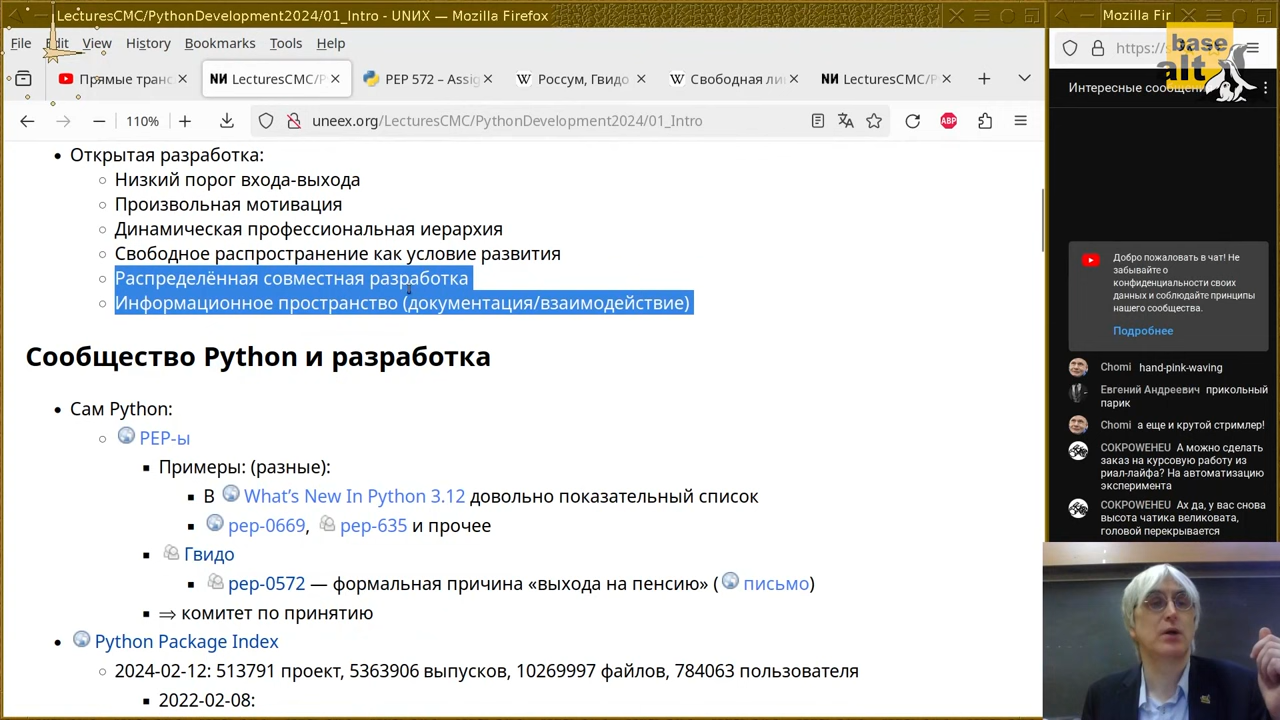 LecturesCMC/PythonDevelopment2024/01_Intro - UNИX — Mozilla Firefox
Mozilla Fir
File Edit View History Bookmarks Tools Help
base
alt
Прямые тран
LecturesCMC/P
PEP 572 – Assig
Россум, Гвидо
Свободная ли
LecturesCMC/P
https://s
110%
uneex.org/LecturesCMC/PythonDevelopment2024/01_Intro
ABP
Интересные сообщен
Открытая разработка:
Низкий порог входа-выхода
Произвольная мотивация
Динамическая профессиональная иерархия
Свободное распространение как условие развития
Распределённая совместная разработка
Информационное пространство (документация/взаимодействие)
Сообщество Python и разработка
Сам Python:
PEP-ы
Примеры: (разные):
В What’s New In Python 3.12 довольно показательный список
pep-0669, pep-635 и прочее
Гвидо
pep-0572 — формальная причина «выхода на пенсию» (письмо)
⇒ комитет по принятию
Python Package Index
2024-02-12: 513791 проект, 5363906 выпусков, 10269997 файлов, 784063 пользователя
2022-02-08:
Добро пожаловать в чат! Не
забывайте о
конфиденциальности своих
данных и соблюдайте принципы
нашего сообщества.
Подробнее
Chomi hand-pink-waving
Евгений Андреевич прикольный
парик
Chomi а еще и крутой стример!
COKPOWEHEU А можно сделать
заказ на курсовую работу из
риал-лайфа? На автоматизацию
эксперимента
COKPOWEHEU Ах да, у вас снова
высота чатика великовата,
головой перекрывается